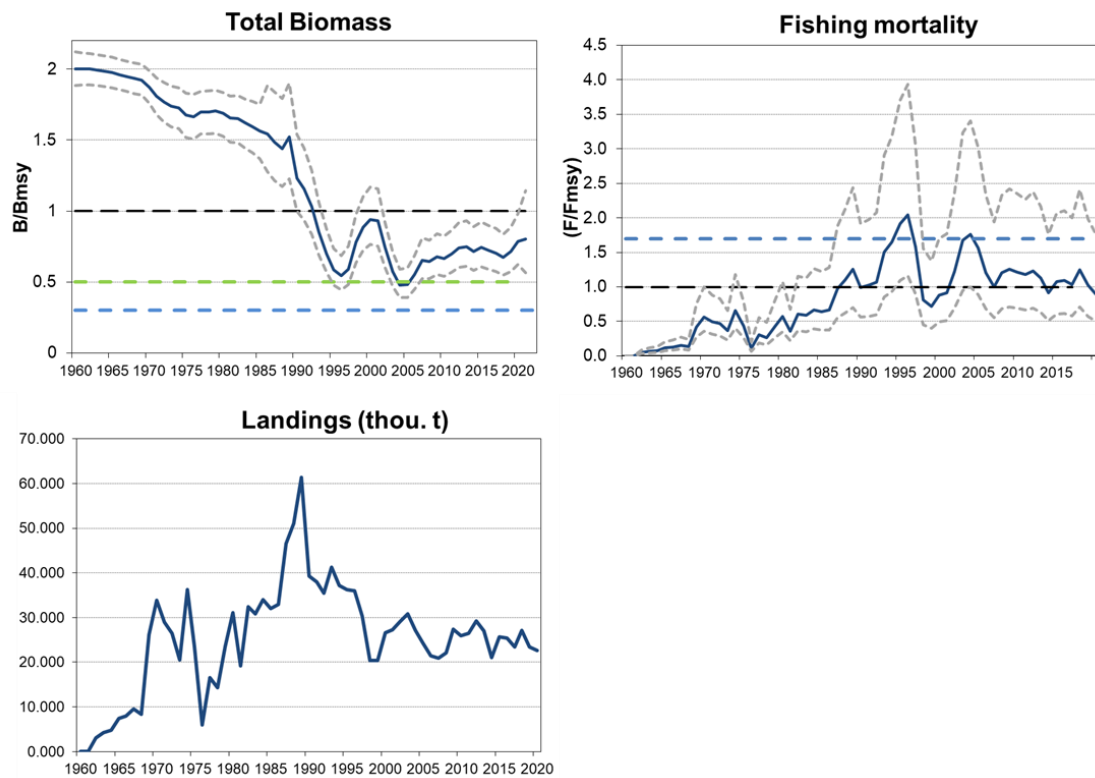 Total Biomass
B/Bmsy
2
1.5
1
0.5
0
1960 1965 1970 1975 1980 1985 1990 1995 2000 2005 2010 2015 2020
Fishing mortality
(F/Fmsy)
4.5
4.0
3.5
3.0
2.5
2.0
1.5
1.0
0.5
0.0
1960 1965 1970 1975 1980 1985 1990 1995 2000 2005 2010 2015
Landings (thou. t)
70.000
60.000
50.000
40.000
30.000
20.000
10.000
0.000
1960 1965 1970 1975 1980 1985 1990 1995 2000 2005 2010 2015 2020